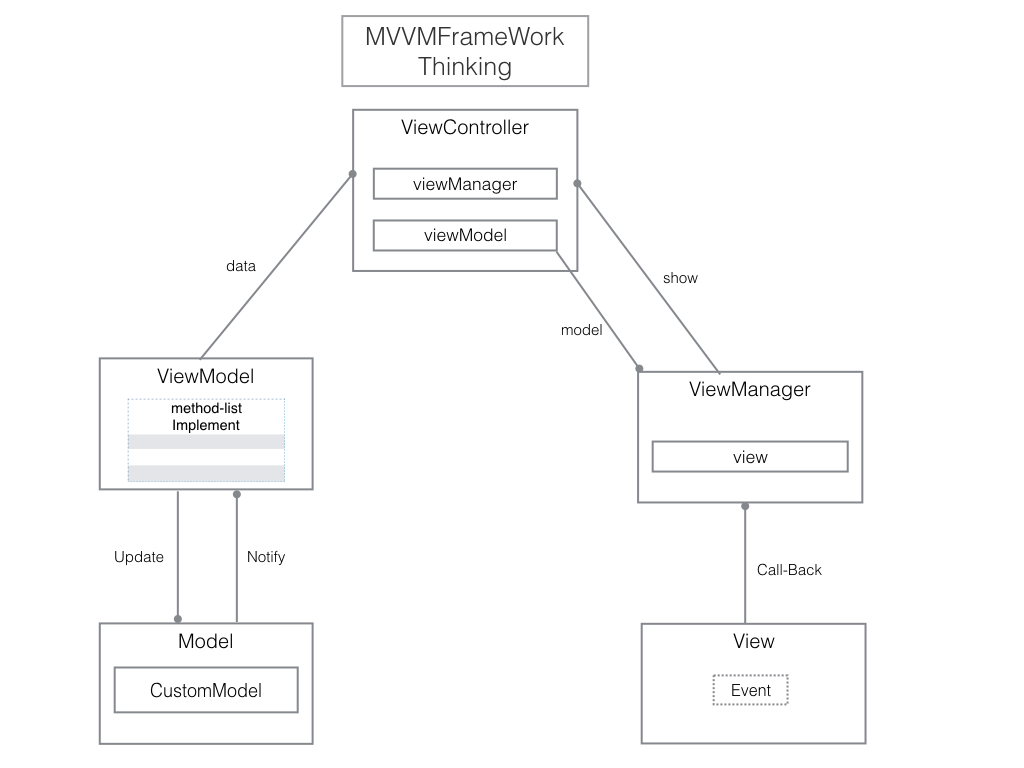 MVVMFrameWork
Thinking
ViewController
viewManager
viewModel
data
show
model
ViewModel
method-list
Implement
ViewManager
view
Update
Notify
Call-Back
Model
CustomModel
View
Event